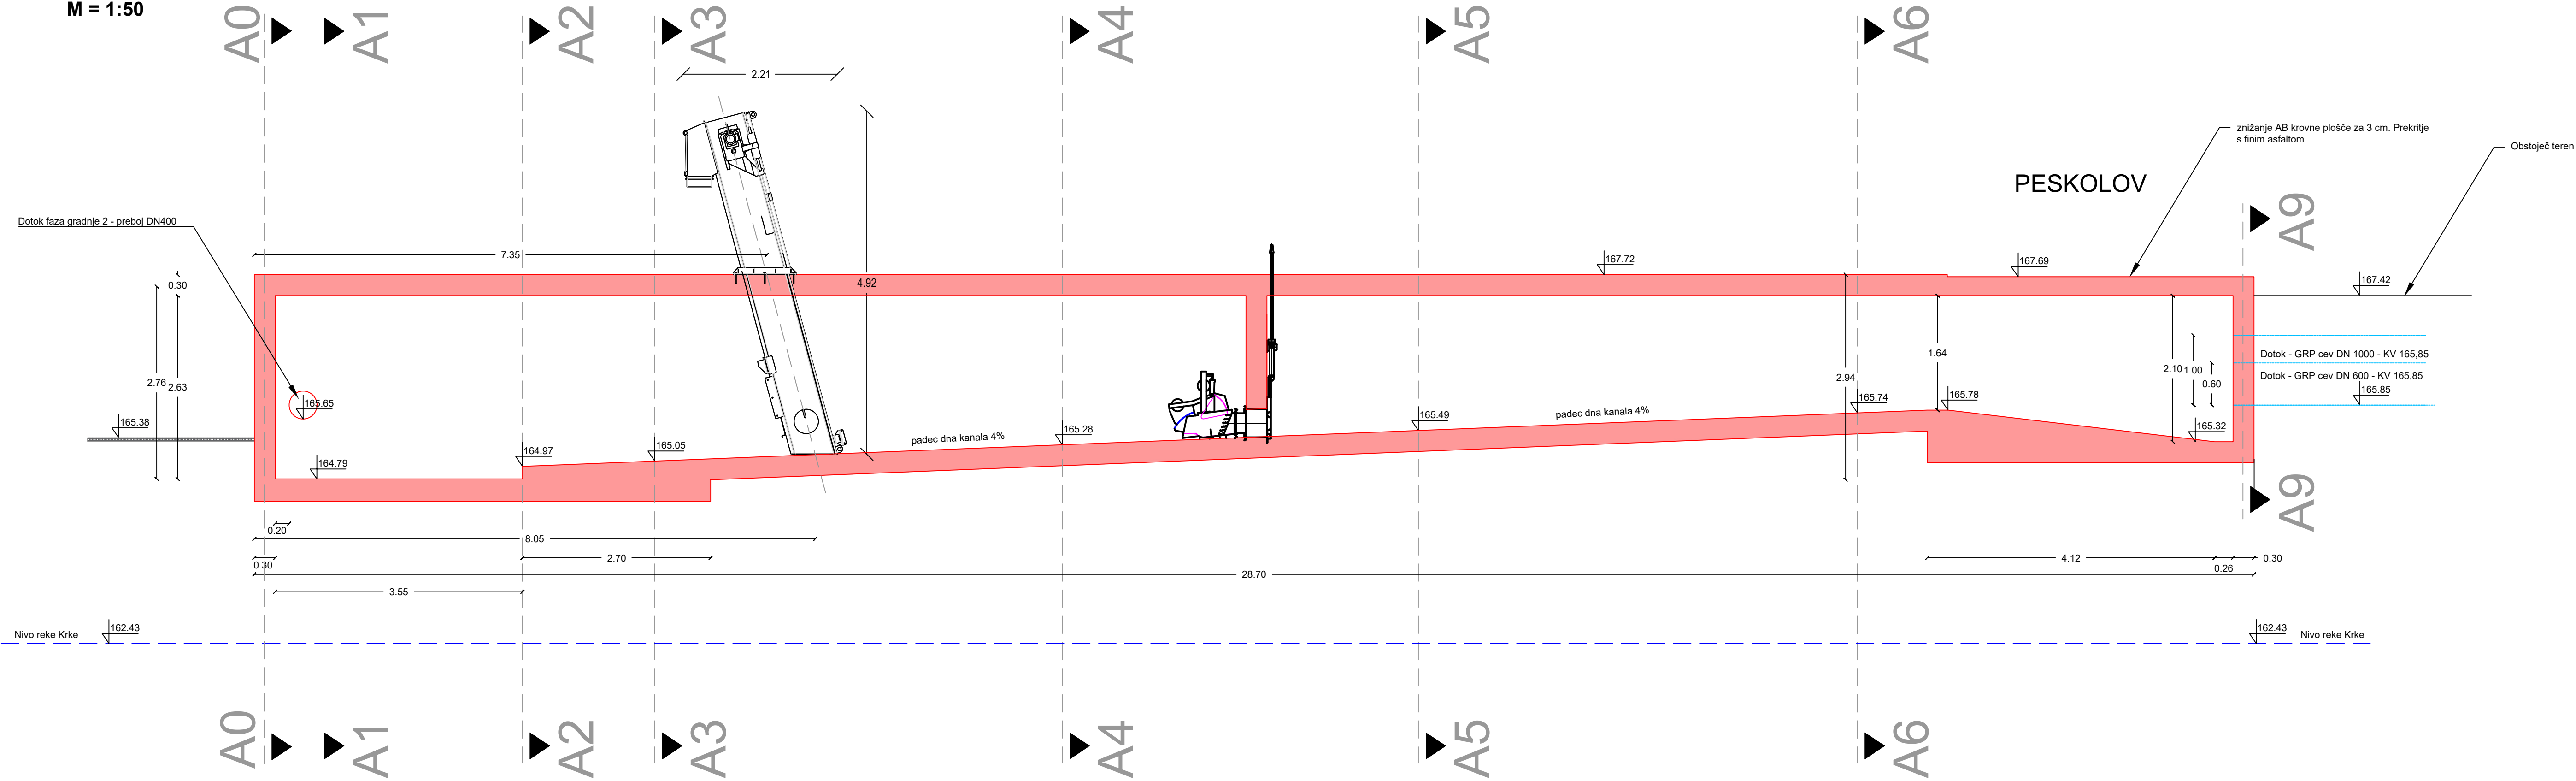 M = 1:50
A0
A1
A2
A3
A4
A5
A6
2.21
znižanje AB krovne plošče za 3 cm. Prekritje
s finim asfaltom.
Obstoječ teren
PESKOLOV
A9
Dotok faza gradnje 2 - preboj DN400
7.35
4.92
0.30
167.72
167.69
167.42
2.76
2.63
165.65
165.38
164.79
164.97
165.05
padec dna kanala 4%
165.28
165.49
padec dna kanala 4%
2.94
165.74
1.64
165.78
2.10
1.00
0.60
Dotok - GRP cev DN 1000 - KV 165,85
Dotok - GRP cev DN 600 - KV 165,85
165.85
165.32
A9
0.20
8.05
0.30
2.70
4.12
0.30
0.26
28.70
3.55
Nivo reke Krke
162.43
162.43
Nivo reke Krke
A0
A1
A2
A3
A4
A5
A6